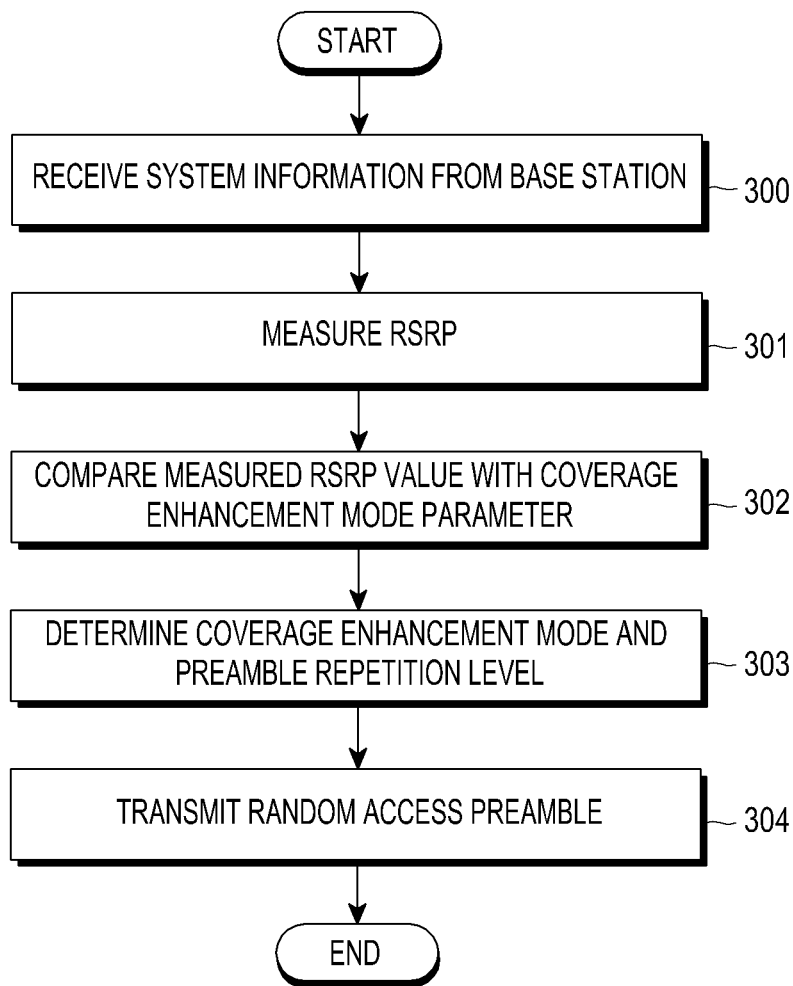 START
RECEIVE SYSTEM INFORMATION FROM BASE STATION
300
MEASURE RSRP
301
COMPARE MEASURED RSRP VALUE WITH COVERAGE
ENHANCEMENT MODE PARAMETER
302
DETERMINE COVERAGE ENHANCEMENT MODE AND
PREAMBLE REPETITION LEVEL
303
TRANSMIT RANDOM ACCESS PREAMBLE
304
END